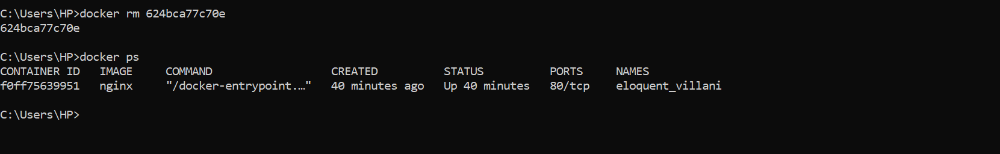 C:\Users\HP>docker rm 624bca77c70e
624bca77c70e
C:\Users\HP>docker ps
CONTAINER ID   IMAGE     COMMAND                  CREATED          STATUS          PORTS     NAMES
f0ff75639951   nginx     "/docker-entrypoint.…"   40 minutes ago   Up 40 minutes   80/tcp    eloquent_villani
C:\Users\HP>